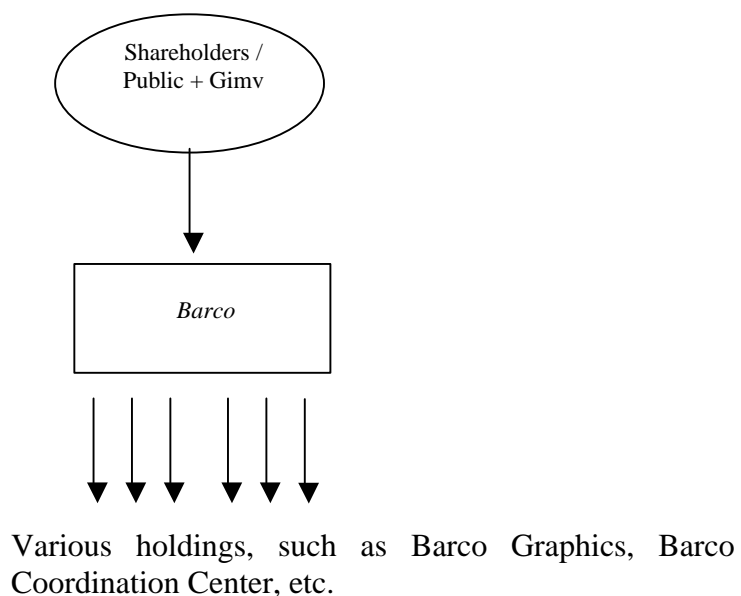 Shareholders /
Public + Gimv
Barco
Various holdings, such as Barco Graphics, Barco
Coordination Center, etc.